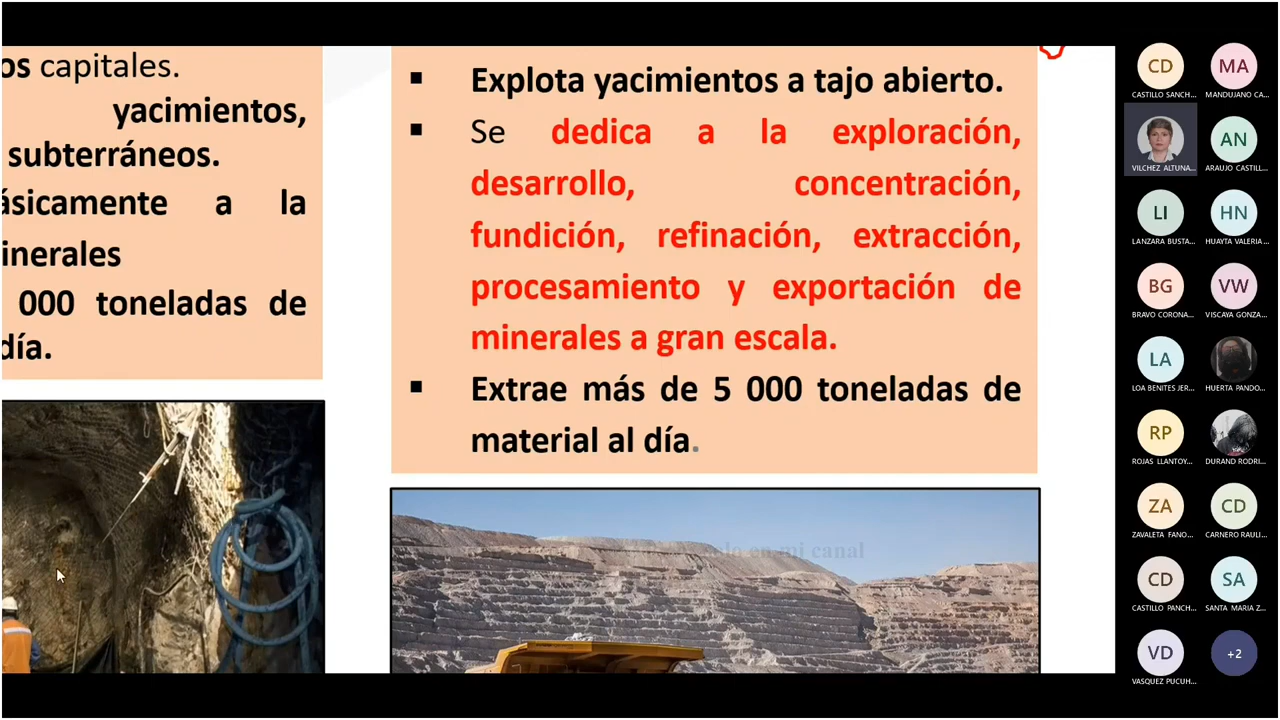 os capitales.
yacimientos,
subterráneos.
ásicamente a la
inerales
000 toneladas de
día.
▪ Explota yacimientos a tajo abierto.
▪ Se dedica a la exploración,
desarrollo, concentración,
fundición, refinación, extracción,
procesamiento y exportación de
minerales a gran escala.
▪ Extrae más de 5 000 toneladas de
material al día.
en mi canal
CD
CASTILLO SANCH...
MA
MANDUJANO CA...
VILCHEZ ALTUNA...
AN
ARAUJO CASTILL...
LI
LANZARA BUSTA...
HN
HUAYTA VALERIA...
BG
BRAVO CORONA...
VW
VISCAYA GONZA...
LA
LOA BENITES JER...
HUERTA PANDO...
RP
ROJAS LLANTOY...
DURAND RODRI...
ZA
ZAVALETA FANO...
CD
CARNERO RAULI...
CD
CASTILLO PANCH...
SA
SANTA MARIA Z...
VD
VASQUEZ PUCUH...
+2